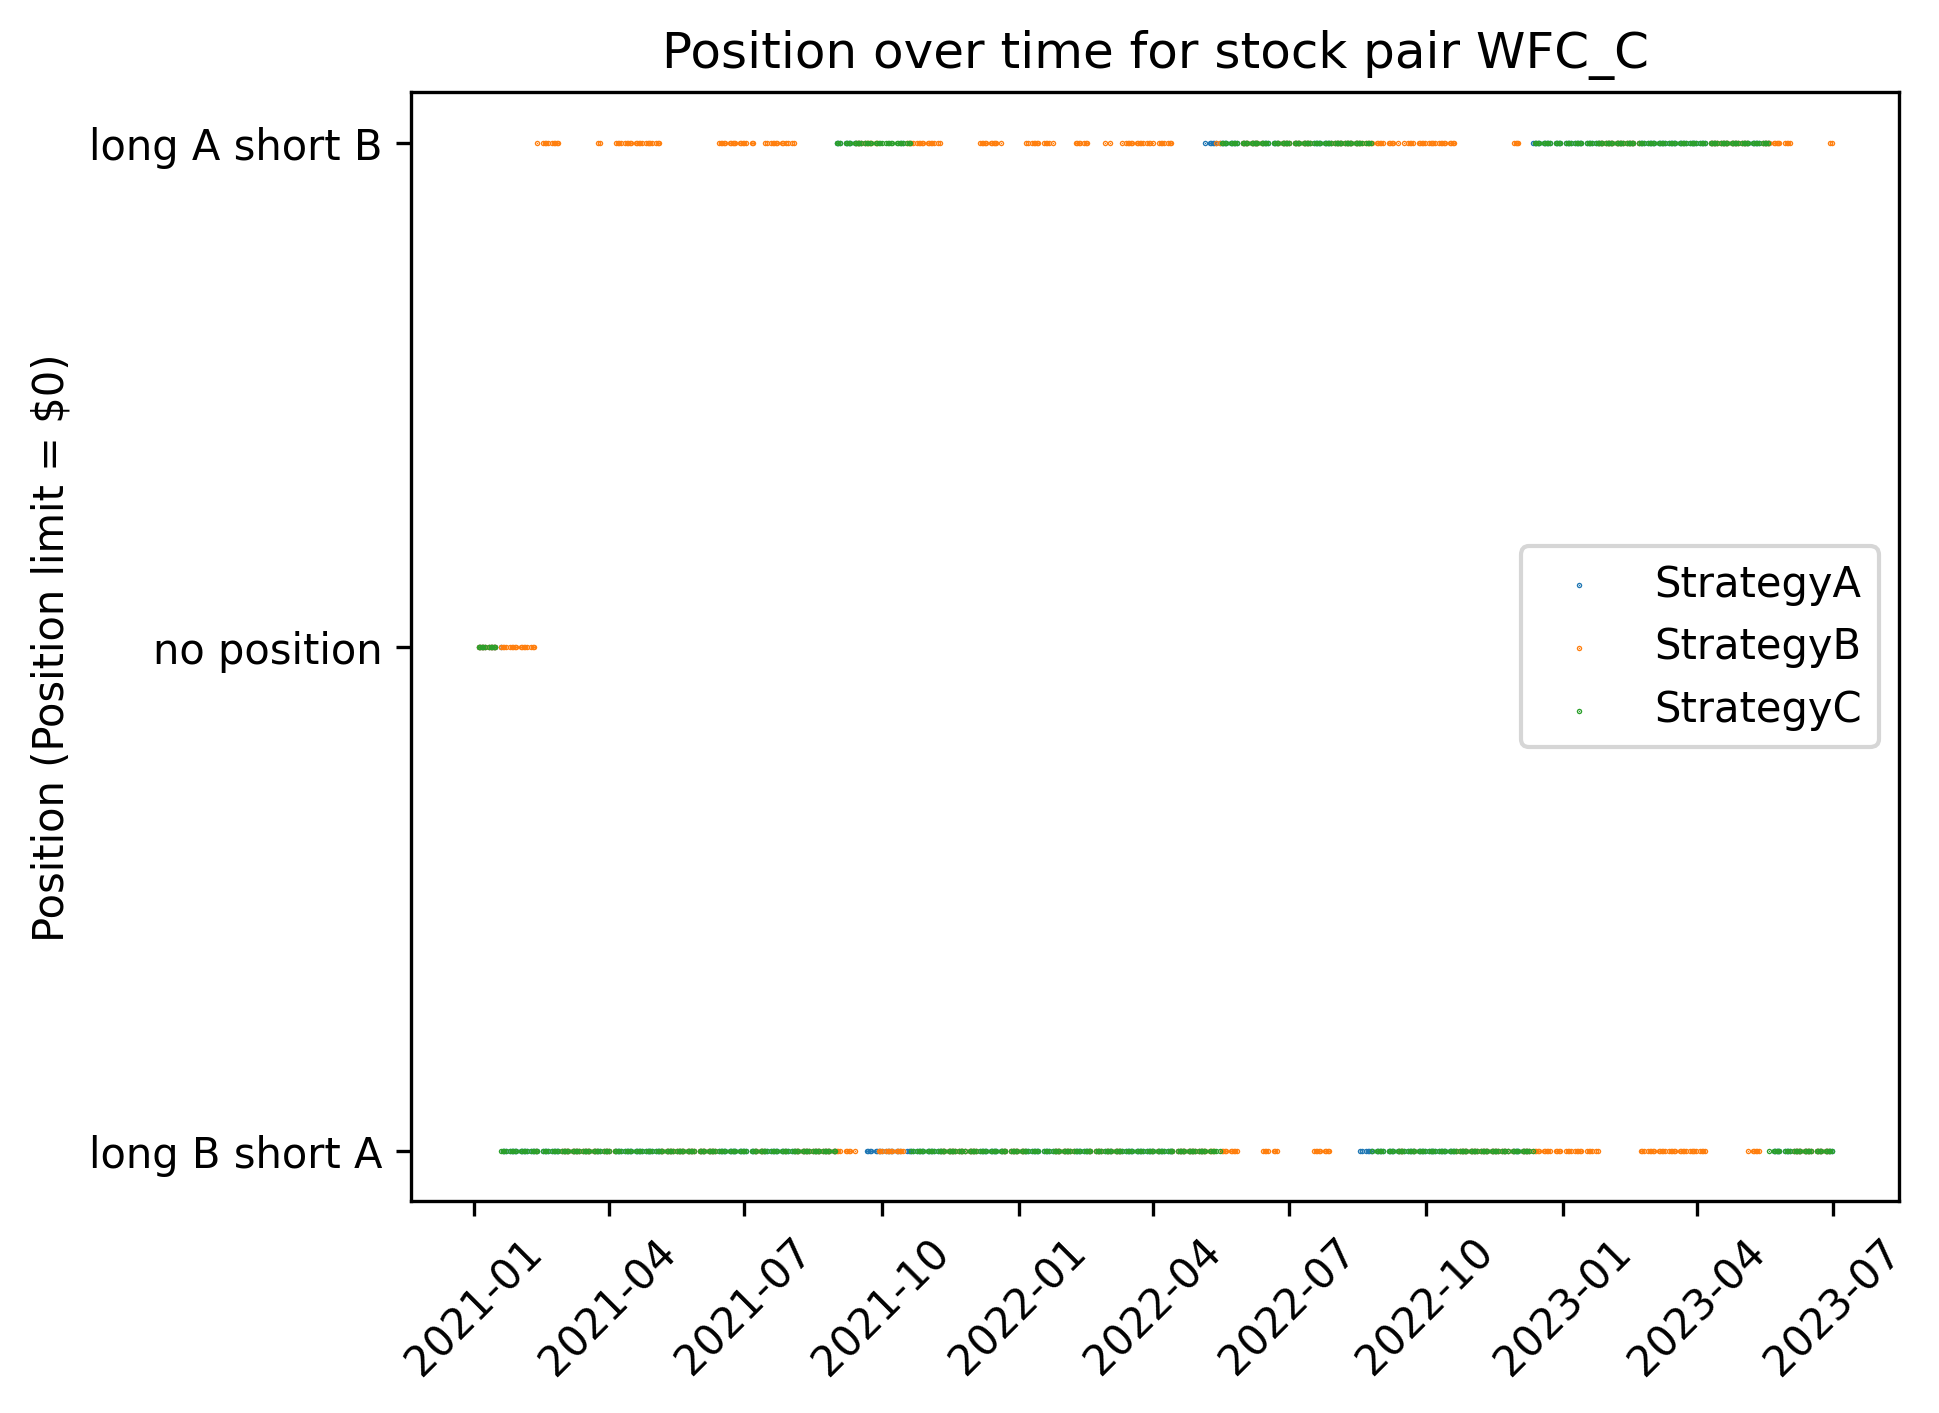 Position over time for stock pair WFC_C
long A short B
no position
long B short A
Position (Position limit = $0)
StrategyA
StrategyB
StrategyC
2021-01
2021-04
2021-07
2021-10
2022-01
2022-04
2022-07
2022-10
2023-01
2023-04
2023-07